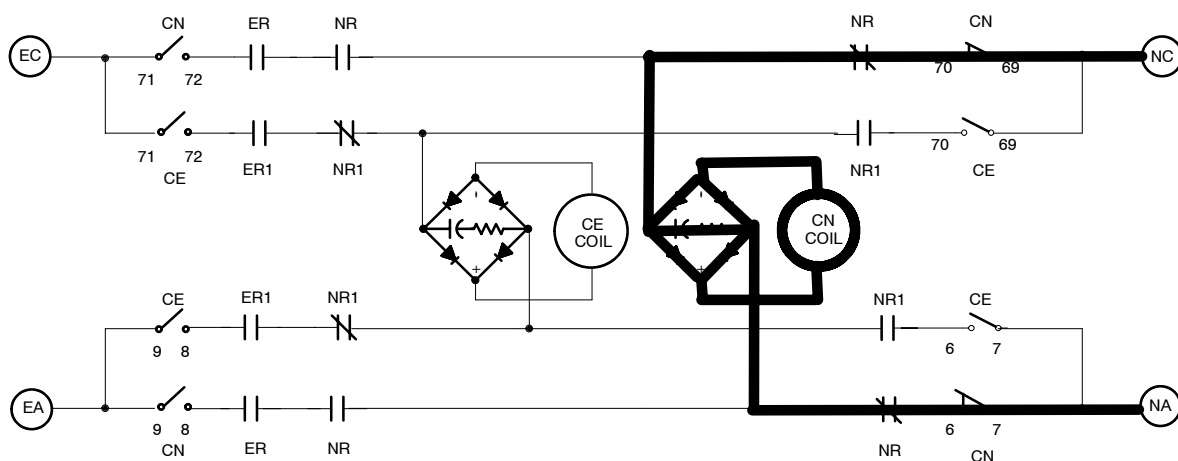 CN ER NR NR CN
EC NC
71 72 70 69
71 72 70 69
CE ER1 NR1 NR1 CE
-
-
CE COIL
CN COIL
+
+
CE ER1 NR1 NR1 CE
9 8 6 7
EA NA
9 8 6 7
CN ER NR NR CN